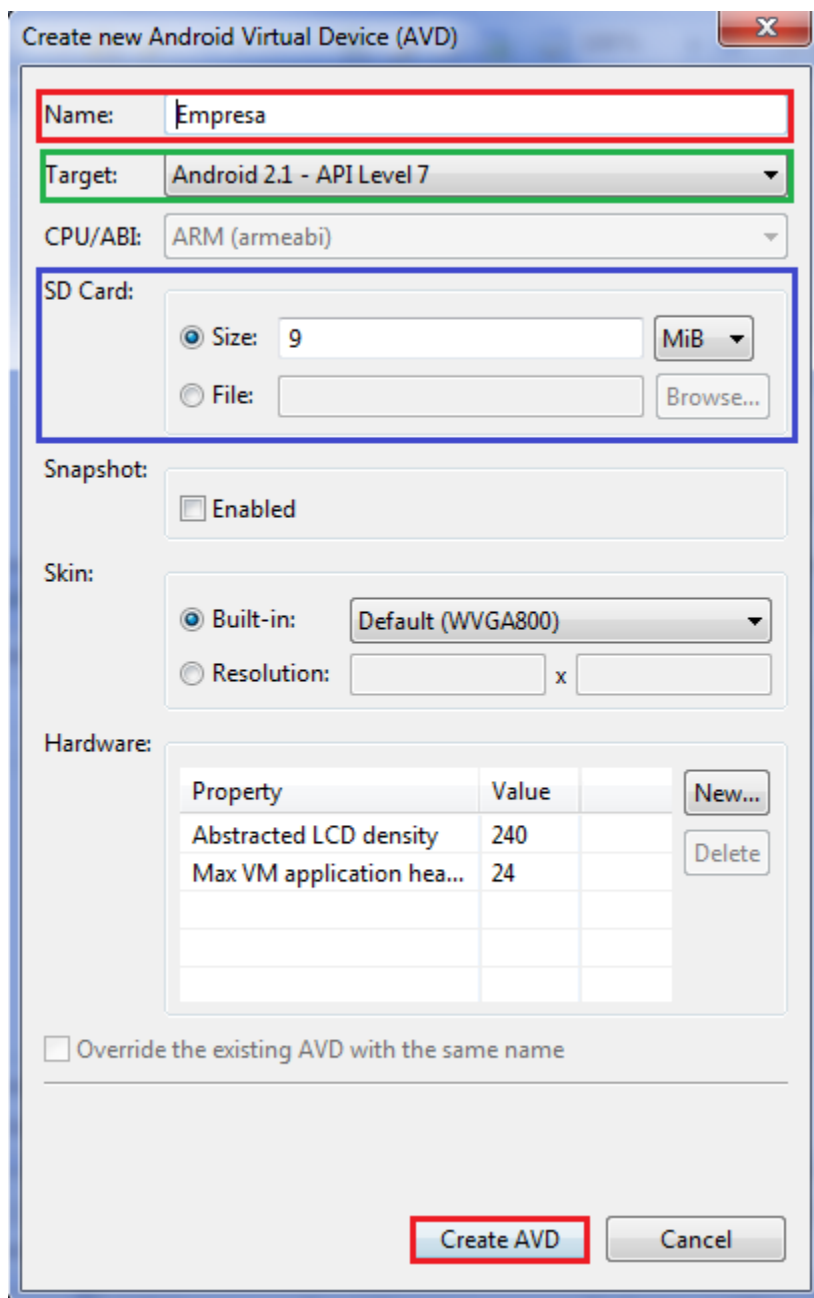 Create new Android Virtual Device (AVD)
Name: Empresa
Target: Android 2.1 - API Level 7
CPU/ABI: ARM (armeabi)
SD Card:
Size: 9 MiB
File: Browse...
Snapshot:
Enabled
Skin:
Built-in: Default (WVGA800)
Resolution: x
Hardware:
Property Value New...
Abstracted LCD density 240
Delete
Max VM application hea... 24
Override the existing AVD with the same name
Create AVD Cancel